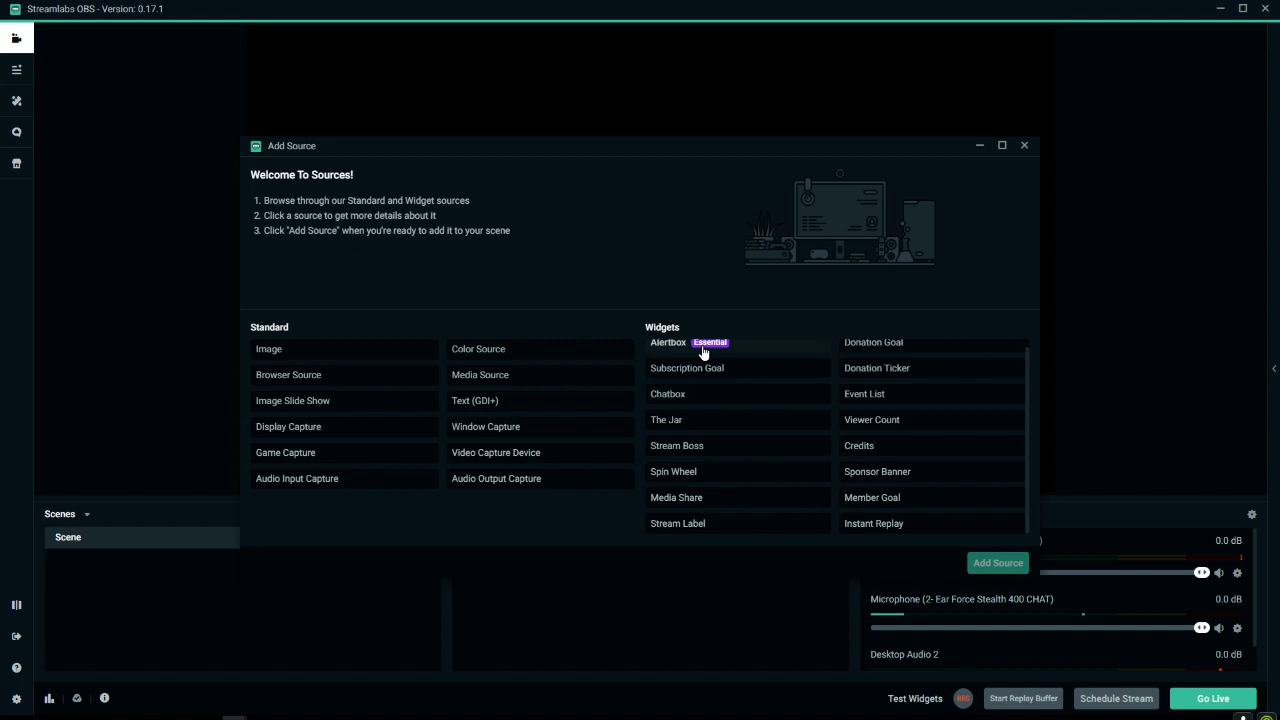 Streamlabs OBS - Version: 0.17.1
Add Source
Welcome To Sources!
1. Browse through our Standard and Widget sources
2. Click a source to get more details about it
3. Click "Add Source" when you're ready to add it to your scene
Standard
Image
Color Source
Browser Source
Media Source
Image Slide Show
Text (GDI+)
Display Capture
Window Capture
Game Capture
Video Capture Device
Audio Input Capture
Audio Output Capture
Widgets
Alertbox Essential
Donation Goal
Subscription Goal
Donation Ticker
Chatbox
Event List
The Jar
Viewer Count
Stream Boss
Credits
Spin Wheel
Sponsor Banner
Media Share
Member Goal
Stream Label
Instant Replay
Add Source
Scenes
Scene
) 0.0 dB
Microphone (2- Ear Force Stealth 400 CHAT) 0.0 dB
Desktop Audio 2 0.0 dB
Test Widgets
REC
Start Replay Buffer
Schedule Stream
Go Live